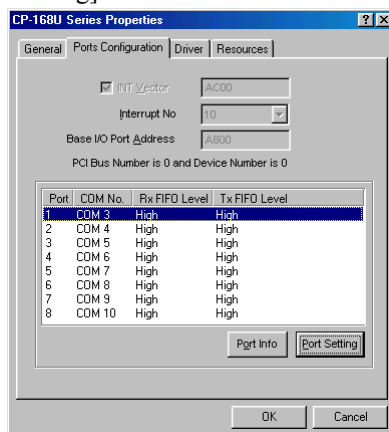 CP-168U Series Properties
General Ports Configuration Driver Resources
INT Vector AC00
Interrupt No 10
Base I/O Port Address A800
PCI Bus Number is 0 and Device Number is 0
Port COM No. Rx FIFO Level Tx FIFO Level
1 COM 3 High High
2 COM 4 High High
3 COM 5 High High
4 COM 6 High High
5 COM 7 High High
6 COM 8 High High
7 COM 9 High High
8 COM 10 High High
Port Info Port Setting
OK Cancel